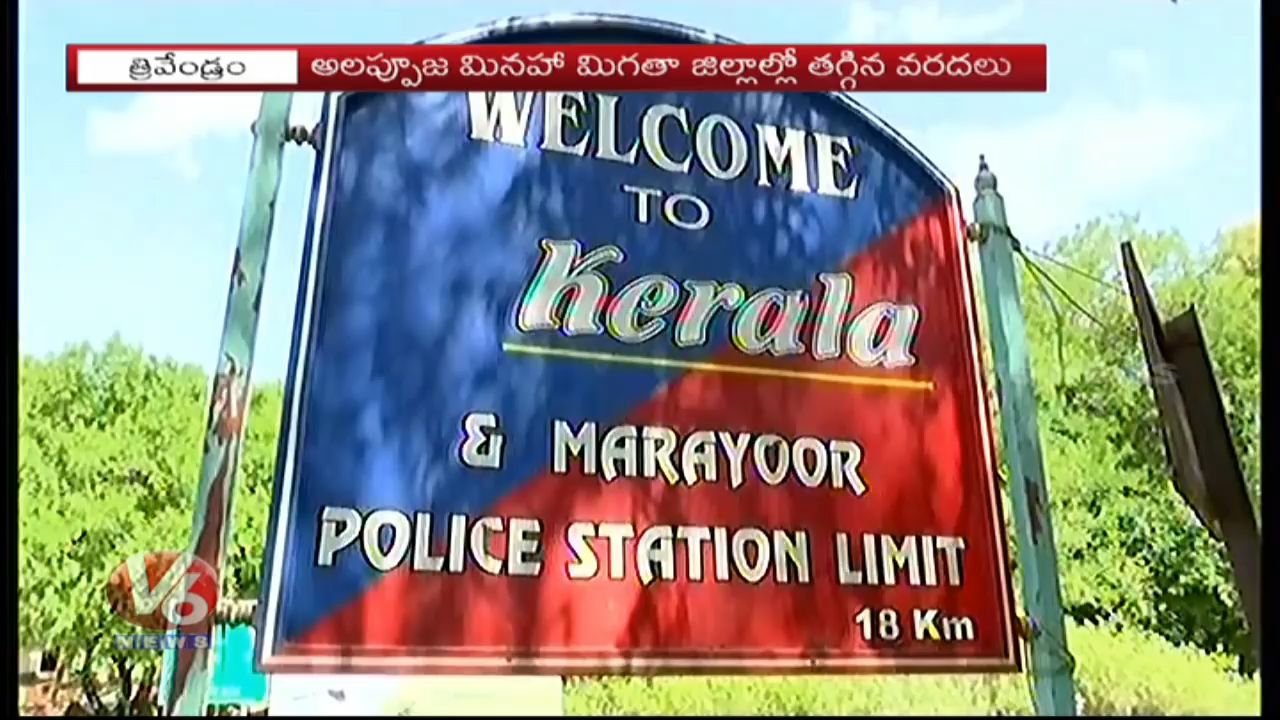 త్రివేండ్రం అలప్పూజ మినహా మిగతా జిల్లాల్లో తగ్గిన వరదలు
WELCOME
TO
Kerala
& MARAYOOR
POLICE STATION LIMIT
18 Km
V6
NEWS